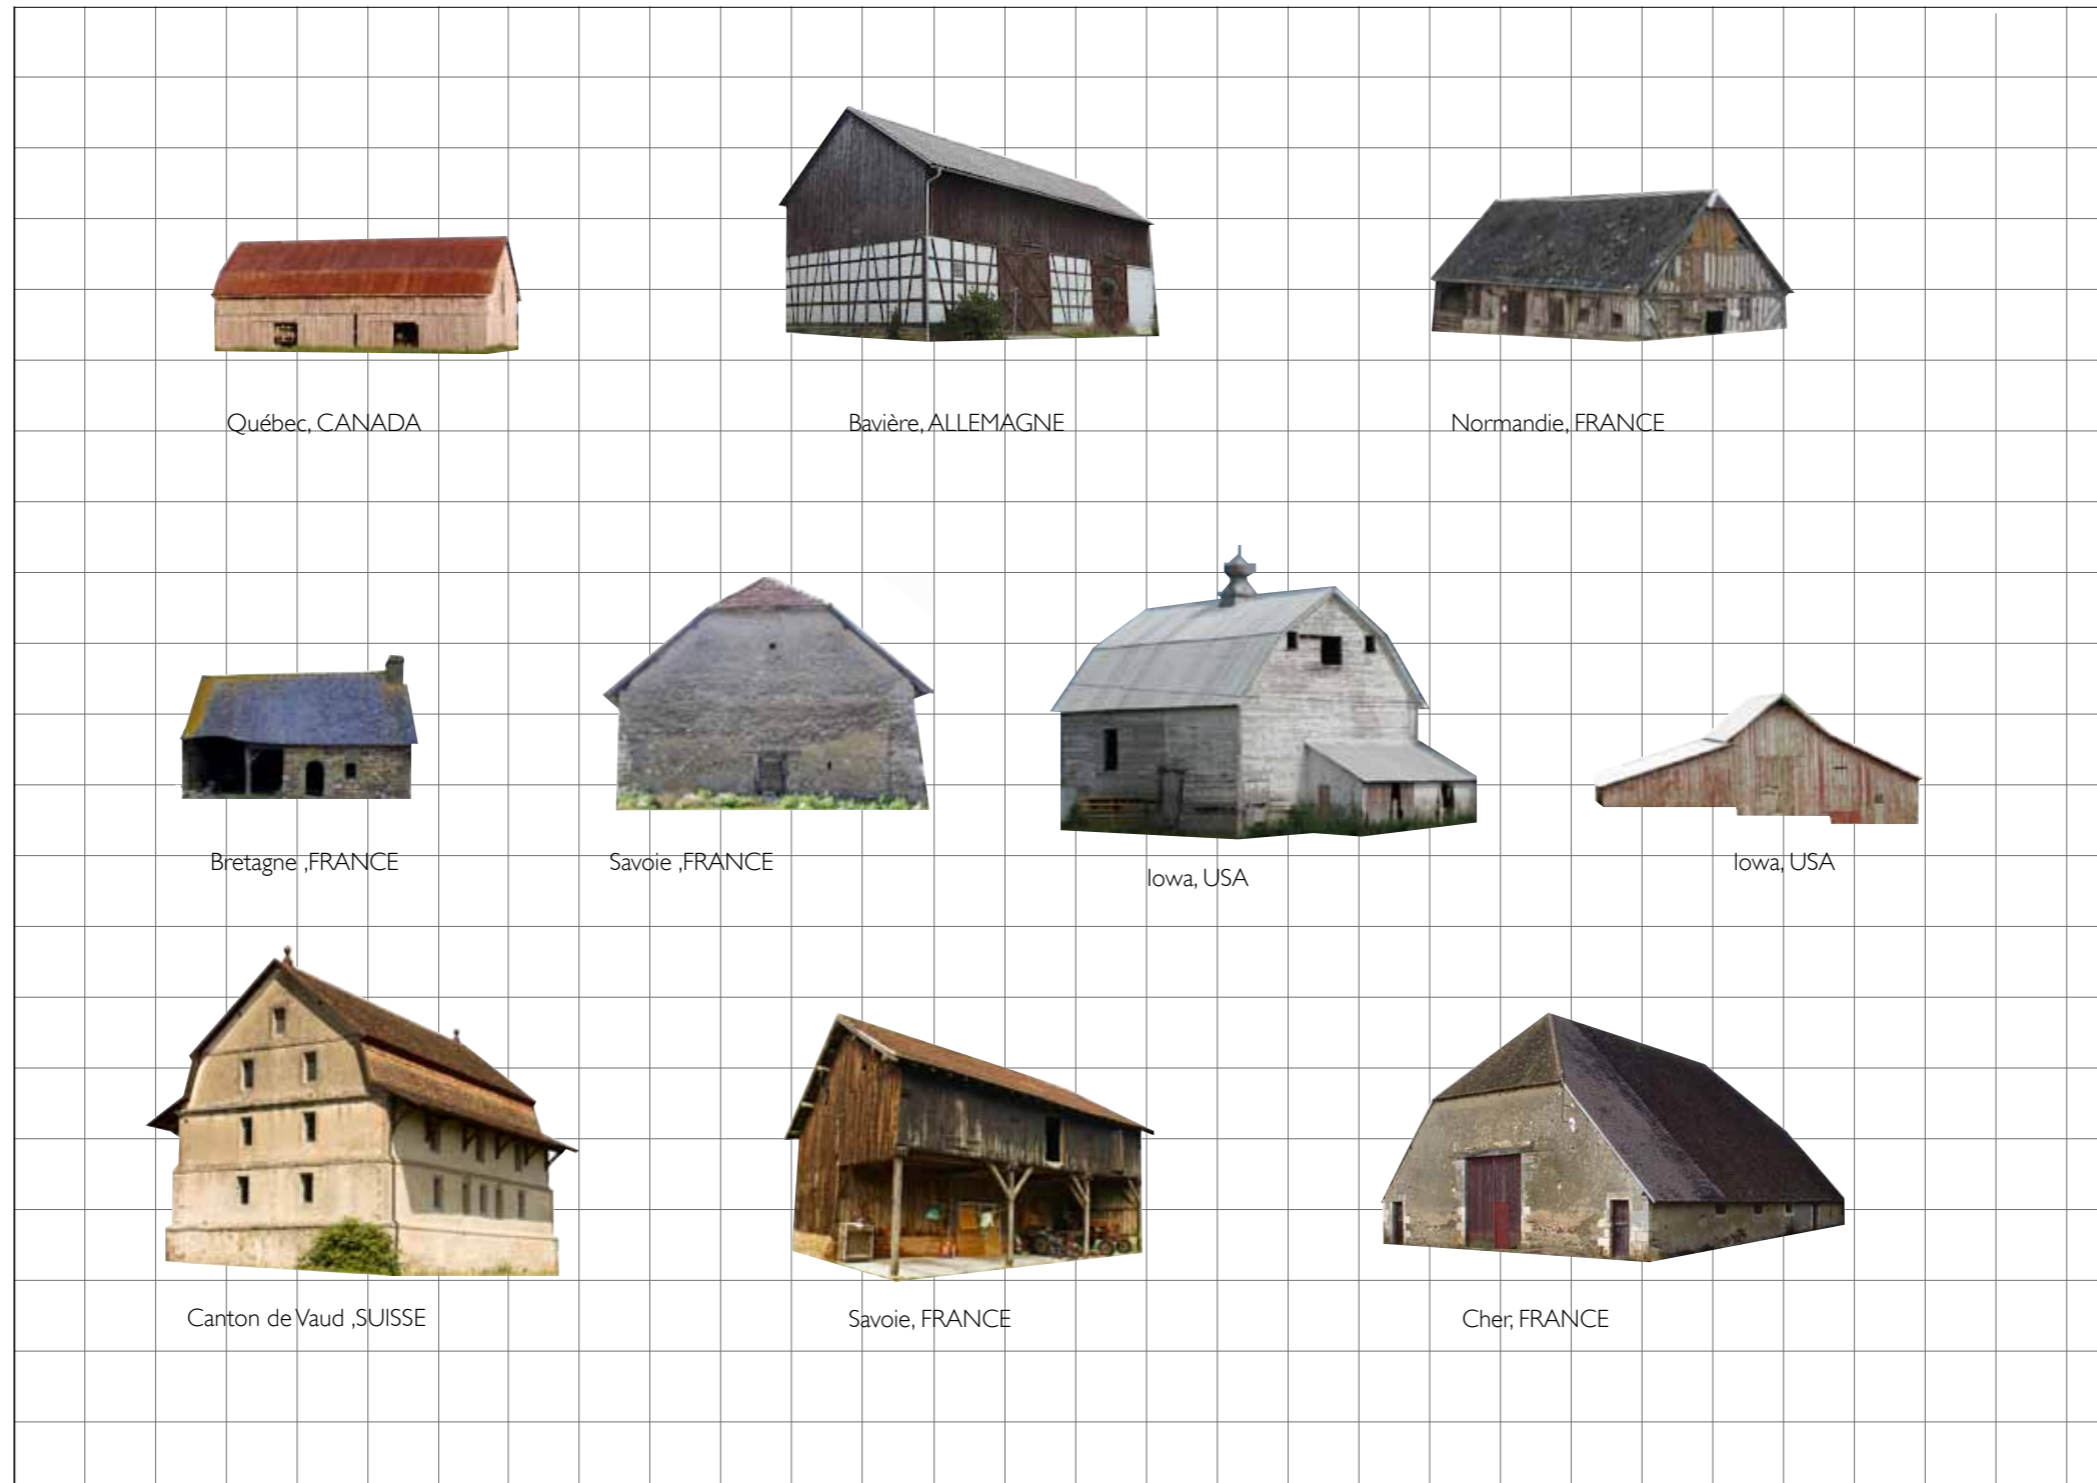 Québec, CANADA
Bavière, ALLEMAGNE
Normandie, FRANCE
Bretagne ,FRANCE
Savoie ,FRANCE
Iowa, USA
Iowa, USA
Canton de Vaud ,SUISSE
Savoie, FRANCE
Cher, FRANCE